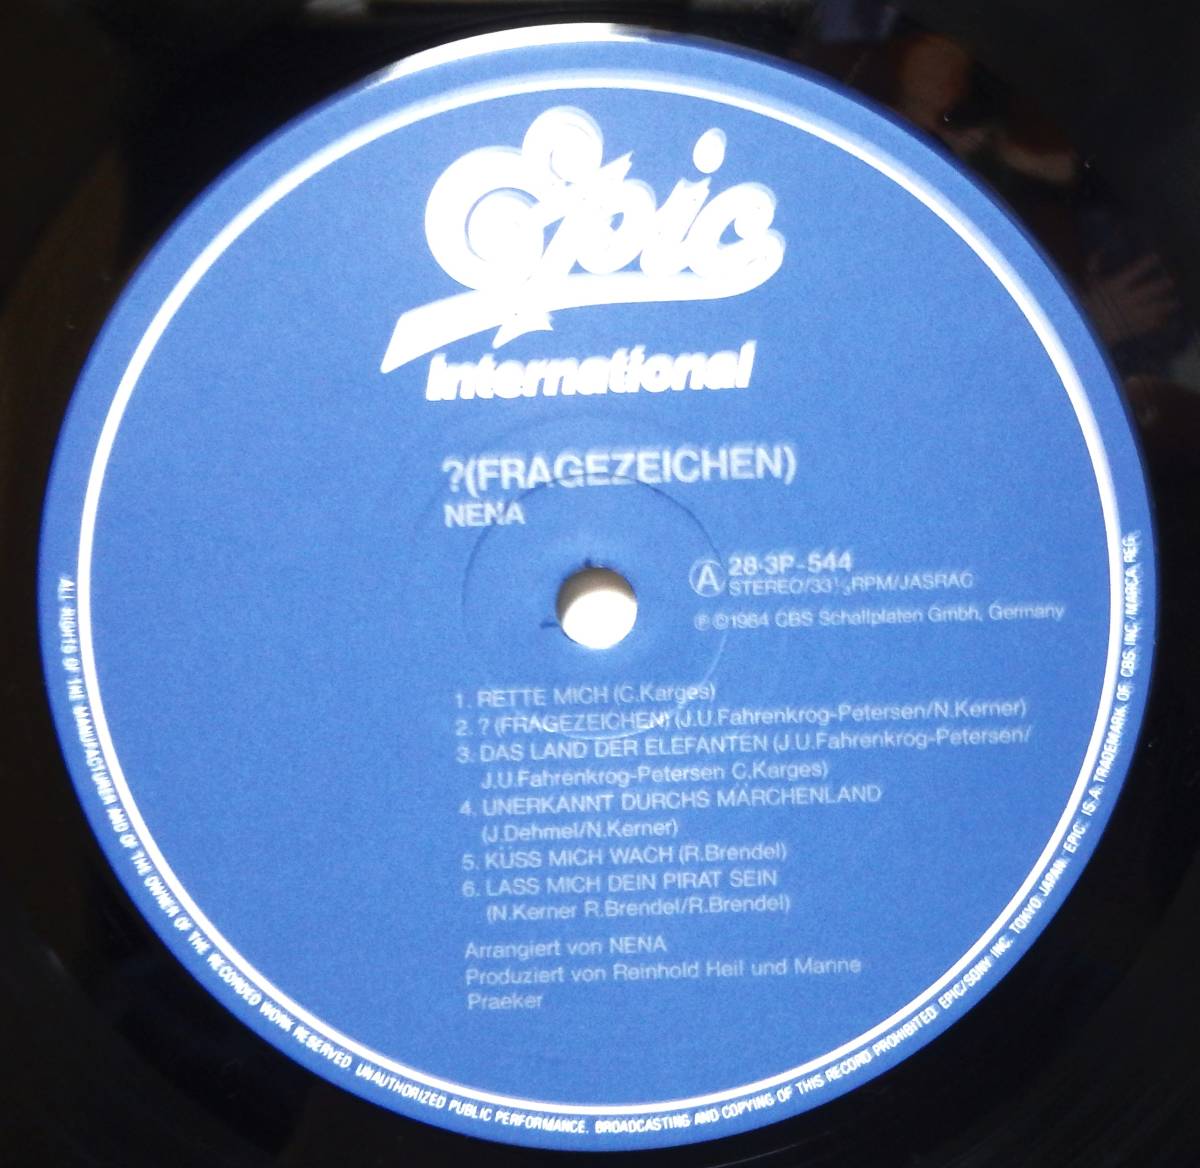 Epic
International
?(FRAGEZEICHEN)
NENA
A 28·3P-544
STEREO/33⅓RPM/JASRAC
℗©1984 CBS Schallplaten Gmbh, Germany
1. RETTE MICH (C.Karges)
2. ? (FRAGEZEICHEN) (J.U.Fahrenkrog-Petersen/N.Kerner)
3. DAS LAND DER ELEFANTEN (J.U.Fahrenkrog-Petersen/
J.U.Fahrenkrog-Petersen C.Karges)
4. UNERKANNT DURCHS MÄRCHENLAND
(J.Dehmel/N.Kerner)
5. KÜSS MICH WACH (R.Brendel)
6. LASS MICH DEIN PIRAT SEIN
(N.Kerner R.Brendel/R.Brendel)
Arrangiert von NENA
Produziert von Reinhold Heil und Manne
Praeker
ALL RIGHTS OF THE MANUFACTURER AND OF THE OWNER OF THE RECORDED WORK RESERVED. UNAUTHORIZED PUBLIC PERFORMANCE. BROADCASTING AND COPYING OF THIS RECORD PROHIBITED. EPIC/SONY INC. TOKYO JAPAN. "EPIC" IS A TRADEMARK OF CBS INC./MARCA REG.